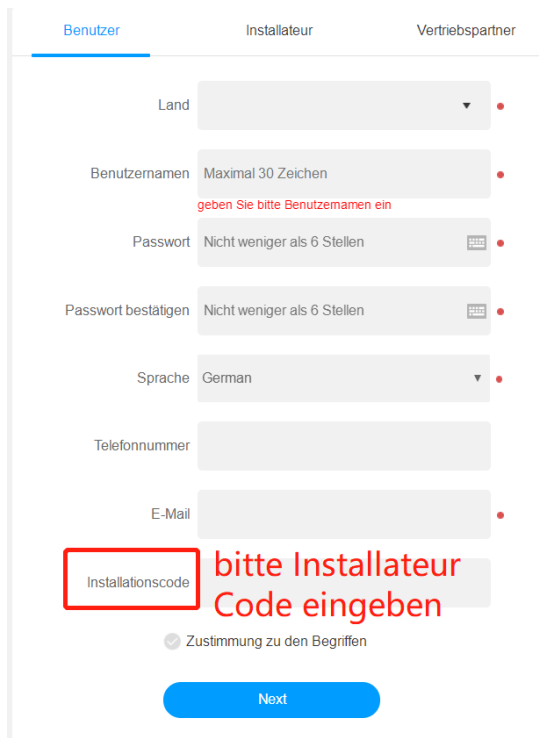 Benutzer Installateur Vertriebspartner
Land
Benutzernamen Maximal 30 Zeichen
geben Sie bitte Benutzernamen ein
Passwort Nicht weniger als 6 Stellen
Passwort bestätigen Nicht weniger als 6 Stellen
Sprache German
Telefonnummer
E-Mail
Installationscode bitte Installateur
Code eingeben
Zustimmung zu den Begriffen
Next